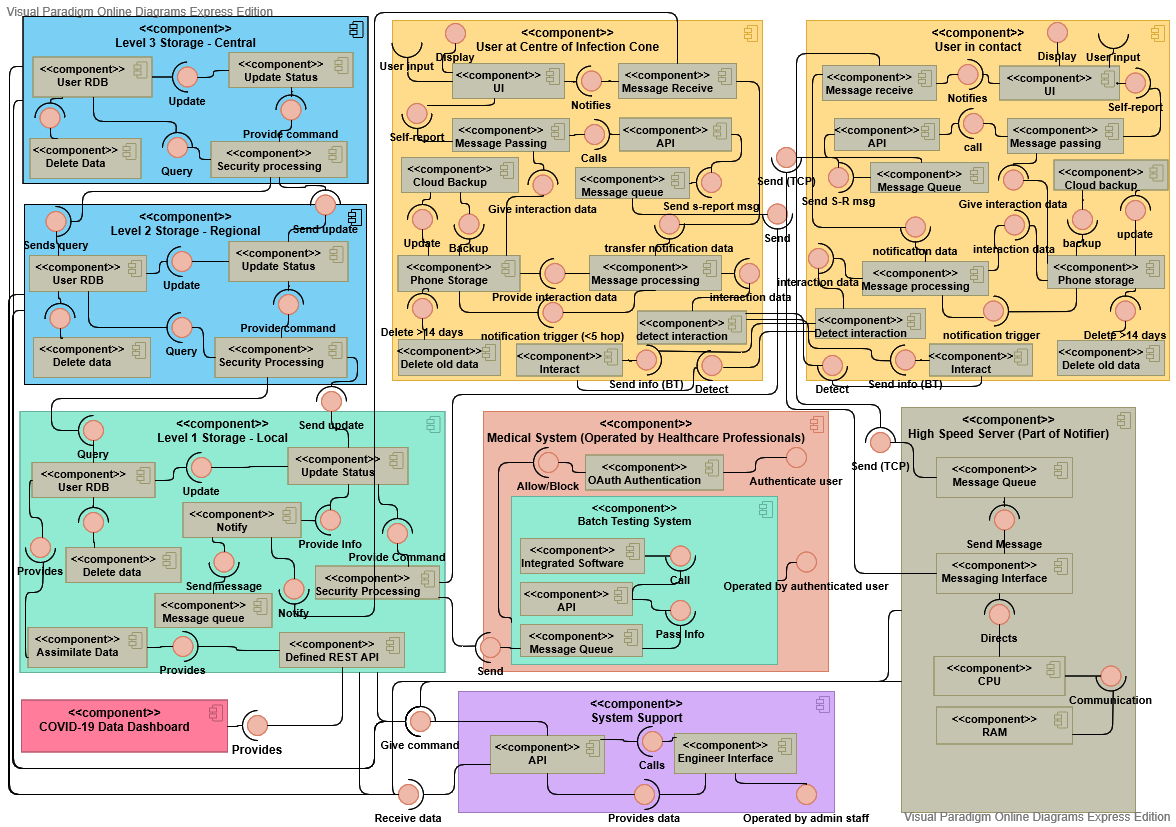 Visual Paradigm Online Diagrams Express Edition
<<component>>
Level 3 Storage - Central
<<component>>
User RDB
Update
<<component>>
Update Status
<<component>>
Delete Data
Query
Provide command
<<component>>
Security processing
Sends query
Send update
<<component>>
Level 2 Storage - Regional
<<component>>
User RDB
Update
<<component>>
Update Status
<<component>>
Delete data
Query
Provide command
<<component>>
Security Processing
Send update
<<component>>
Level 1 Storage - Local
Query
<<component>>
User RDB
Update
<<component>>
Update Status
<<component>>
Notify
Provide Info
Provide Command
Provides
<<component>>
Delete data
Send message
<<component>>
Message queue
Notify
<<component>>
Security Processing
<<component>>
Assimilate Data
Provides
<<component>>
Defined REST API
<<component>>
COVID-19 Data Dashboard
Provides
<<component>>
User at Centre of Infection Cone
User input
Display
<<component>>
UI
Notifies
<<component>>
Message Receive
Self-report
<<component>>
Message Passing
Calls
<<component>>
API
<<component>>
Cloud Backup
Give interaction data
<<component>>
Message queue
Send s-report msg
Update
Backup
transfer notification data
<<component>>
Phone Storage
Provide interaction data
<<component>>
Message processing
interaction data
Delete >14 days
notification trigger (<5 hop)
<<component>>
detect interaction
<<component>>
Delete old data
<<component>>
Interact
Send info (BT)
Detect
Send (TCP)
Send
<<component>>
User in contact
Display
User input
<<component>>
Message receive
Notifies
<<component>>
UI
Self-report
<<component>>
API
call
<<component>>
Message passing
Send S-R msg
<<component>>
Message Queue
Give interaction data
<<component>>
Cloud backup
notification data
interaction data
backup
update
interaction data
<<component>>
Message processing
<<component>>
Phone storage
<<component>>
Detect interaction
notification trigger
Delete >14 days
Detect
Send info (BT)
<<component>>
Interact
<<component>>
Delete old data
<<component>>
Medical System (Operated by Healthcare Professionals)
Allow/Block
<<component>>
OAuth Authentication
Authenticate user
<<component>>
Batch Testing System
<<component>>
Integrated Software
Call
Operated by authenticated user
<<component>>
API
Pass Info
<<component>>
Message Queue
Send
<<component>>
High Speed Server (Part of Notifier)
Send (TCP)
<<component>>
Message Queue
Send Message
<<component>>
Messaging Interface
Directs
<<component>>
CPU
Communication
<<component>>
RAM
<<component>>
System Support
Give command
<<component>>
API
Calls
<<component>>
Engineer Interface
Receive data
Provides data
Operated by admin staff
Visual Paradigm Online Diagrams Express Edition